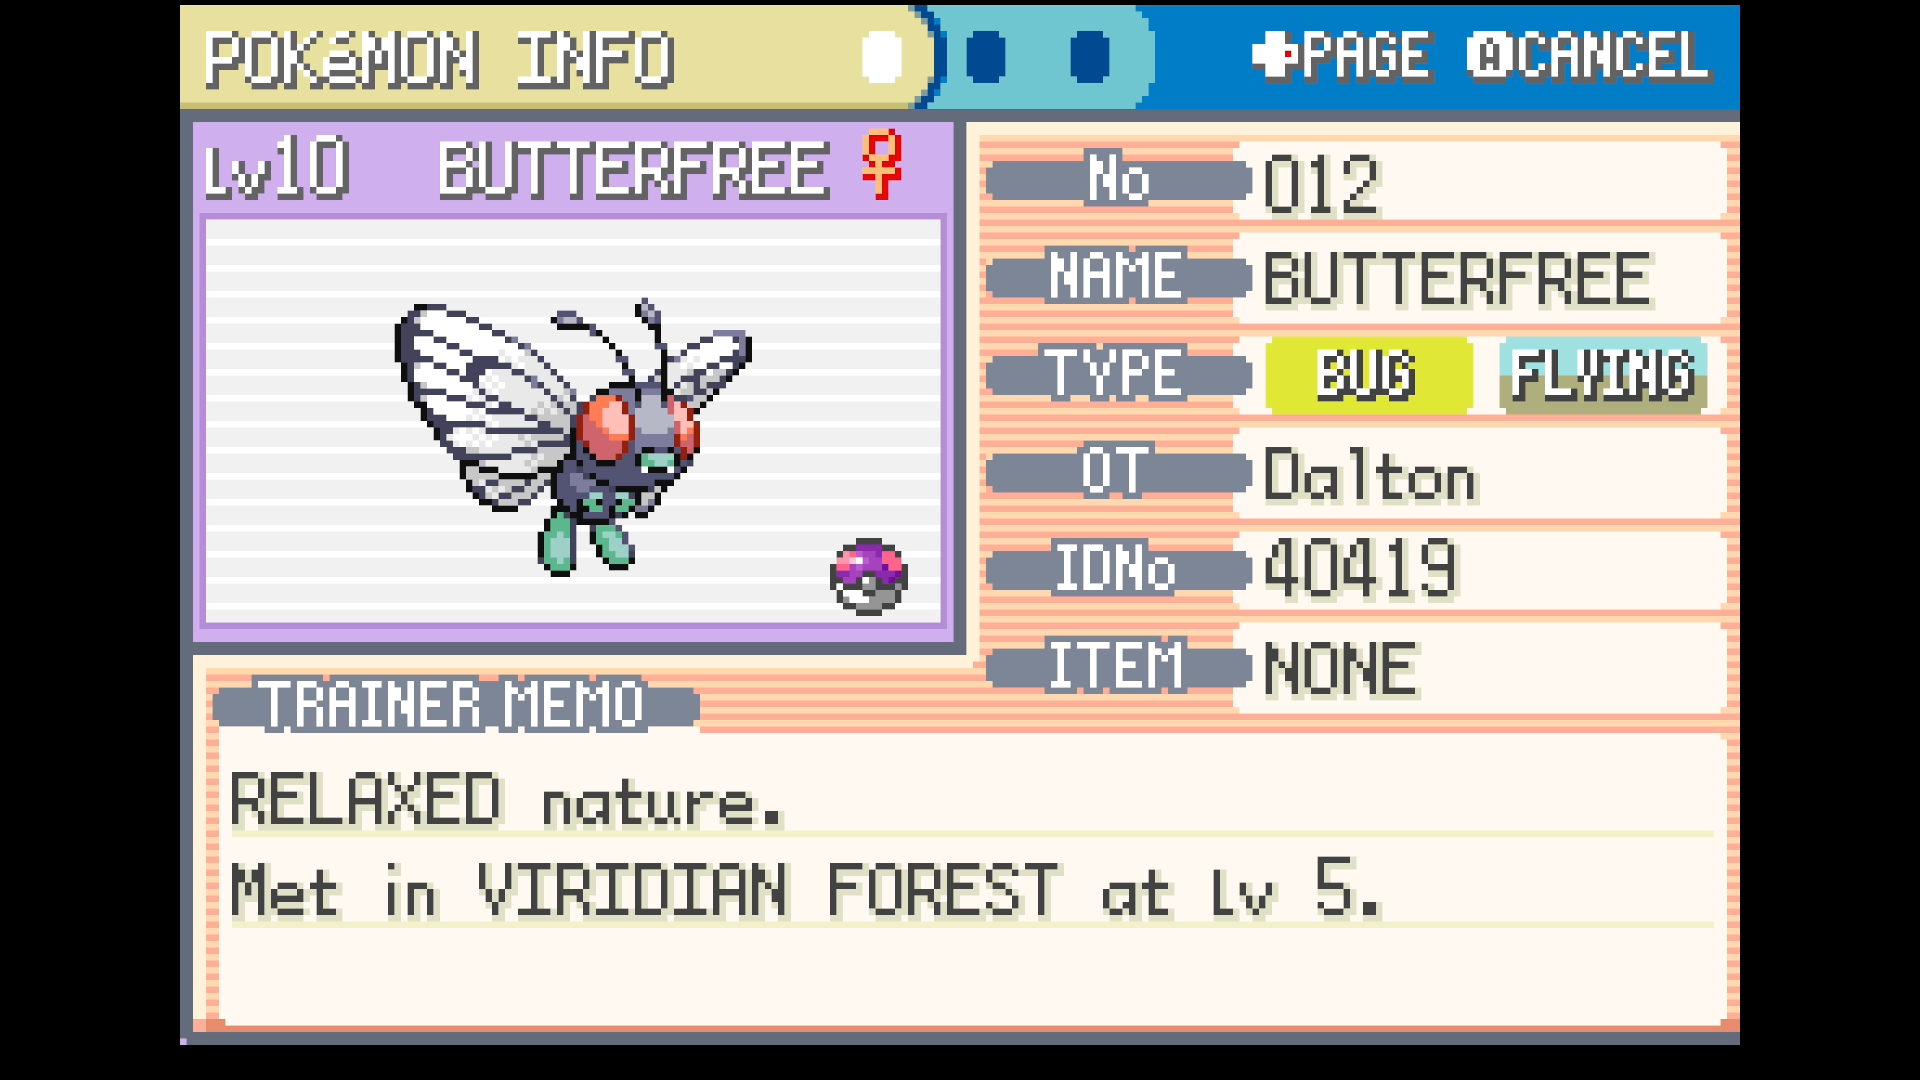 POKéMON INFO
PAGE A CANCEL
Lv10 BUTTERFREE ♀
No 012
NAME BUTTERFREE
TYPE BUG FLYING
OT Dalton
IDNo 40419
ITEM NONE
TRAINER MEMO
RELAXED nature.
Met in VIRIDIAN FOREST at Lv 5.